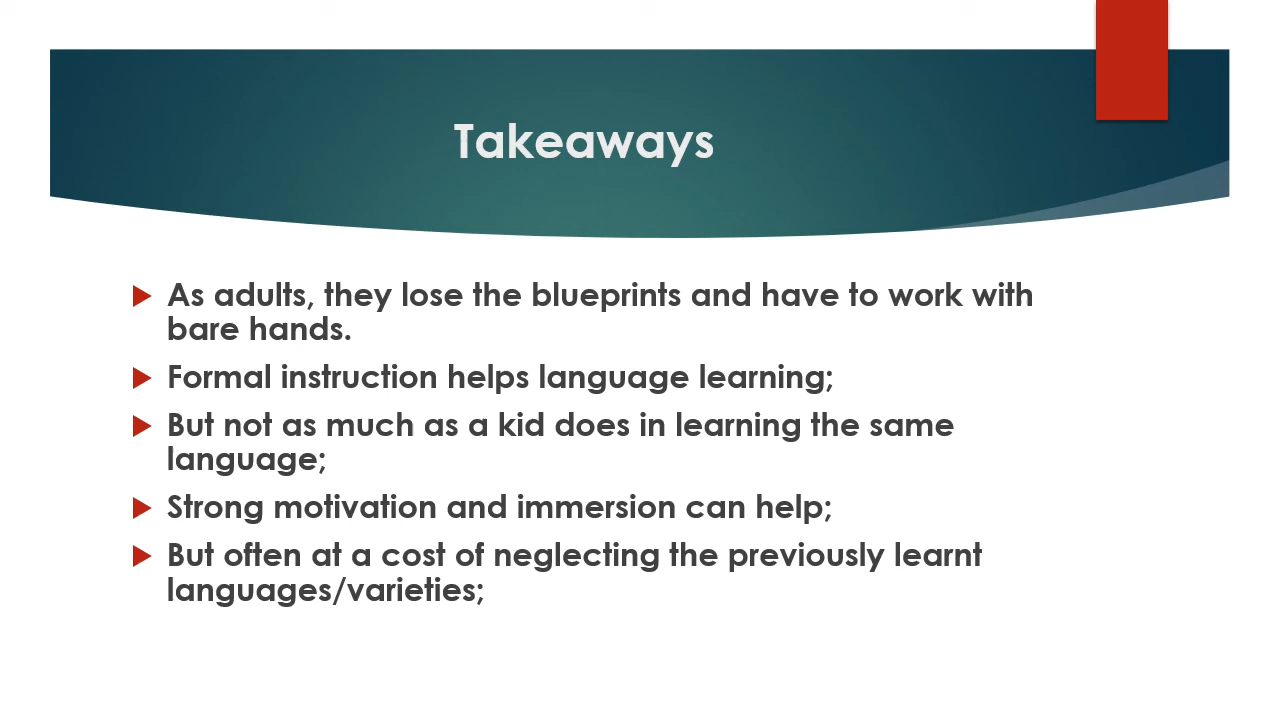 Takeaways
As adults, they lose the blueprints and have to work with
bare hands.
Formal instruction helps language learning;
But not as much as a kid does in learning the same
language;
Strong motivation and immersion can help;
But often at a cost of neglecting the previously learnt
languages/varieties;